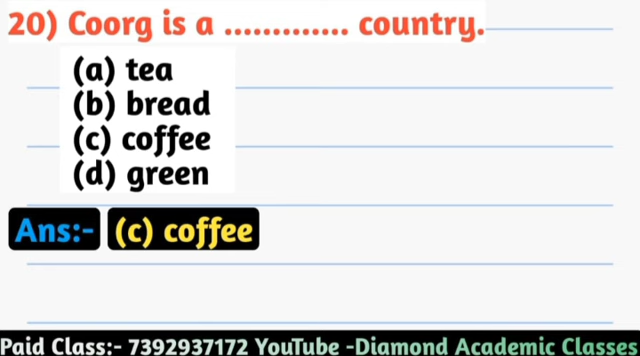 20) Coorg is a ............. country.
(a) tea
(b) bread
(c) coffee
(d) green
Ans:- (c) coffee
Paid Class:- 7392937172 YouTube -Diamond Academic Classes